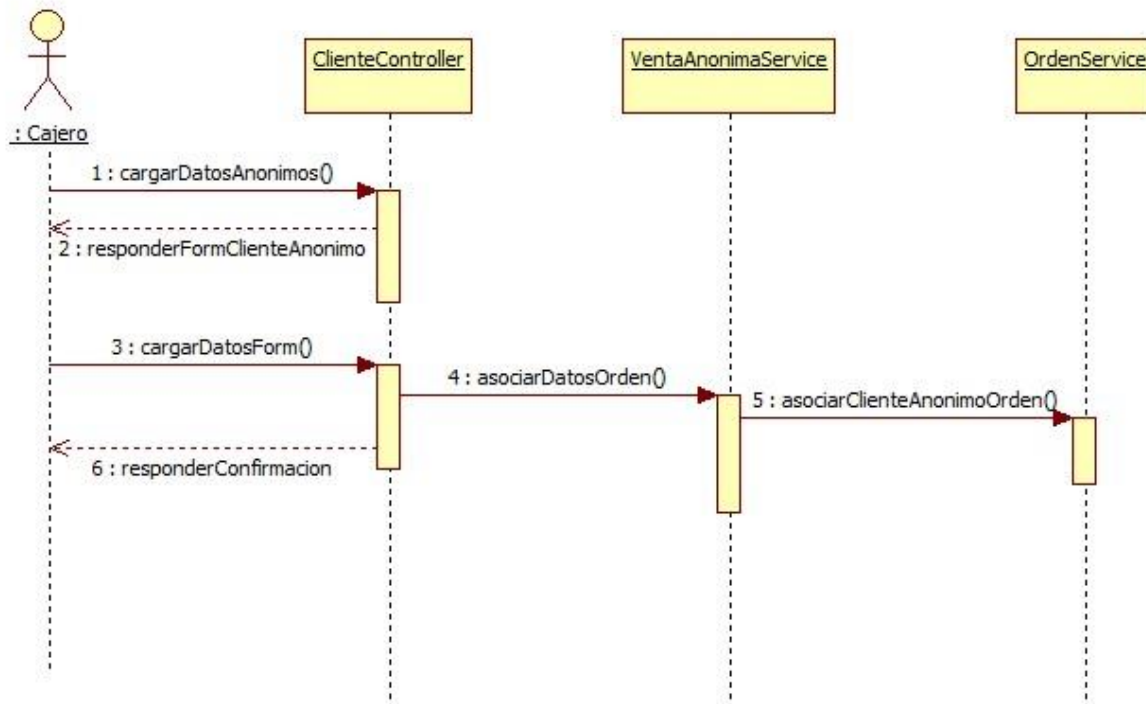 ClienteController
VentaAnonimaService
OrdenService
: Cajero
1 : cargarDatosAnonimos()
2 : responderFormClienteAnonimo
3 : cargarDatosForm()
4 : asociarDatosOrden()
5 : asociarClienteAnonimoOrden()
6 : responderConfirmacion